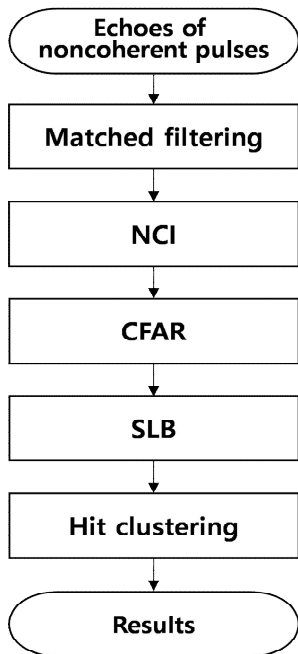 Echoes of
noncoherent pulses
Matched filtering
NCI
CFAR
SLB
Hit clustering
Results